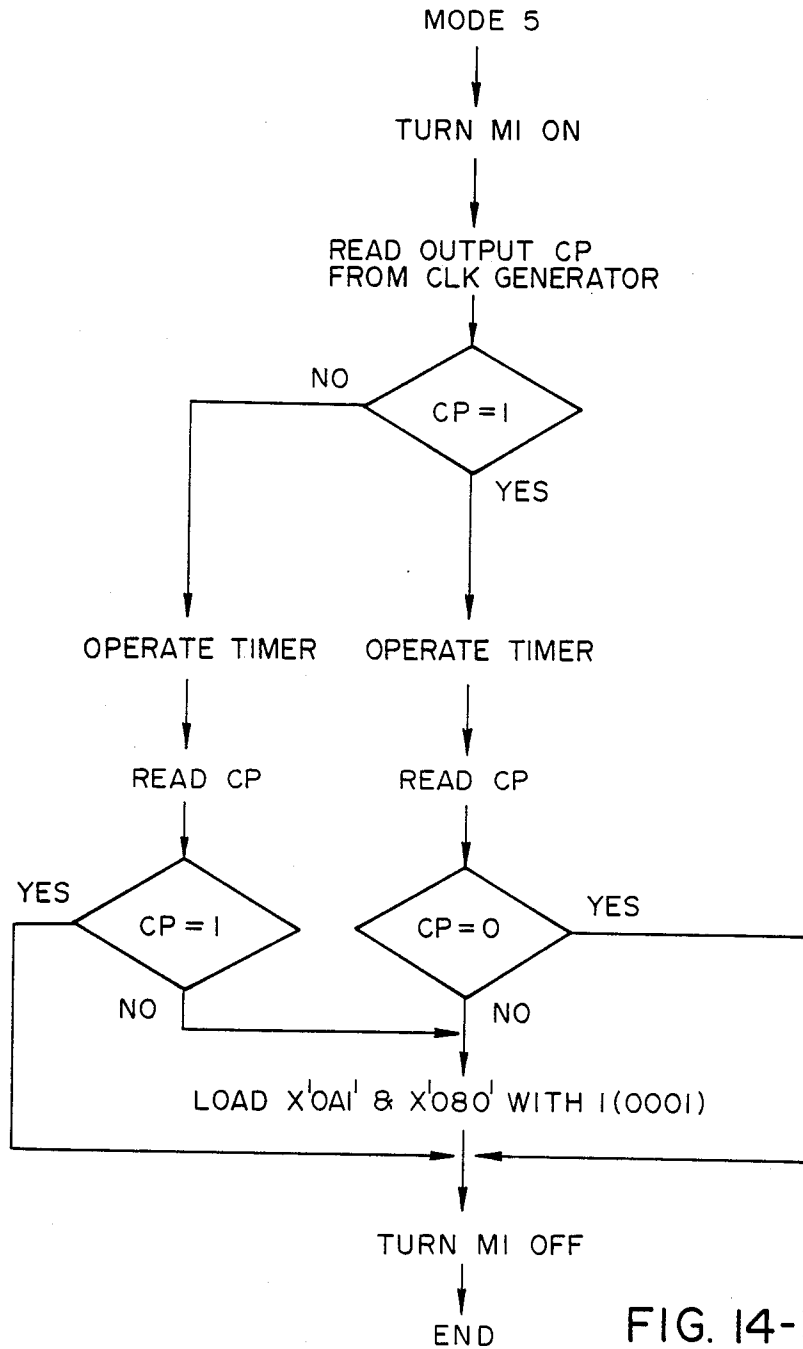 MODE 5
TURN M1 ON
READ OUTPUT CP
FROM CLK GENERATOR
NO
CP=1
YES
OPERATE TIMER OPERATE TIMER
READ CP READ CP
YES CP=1 CP=0 YES
NO NO
LOAD X'0A1' & X'080' WITH 1(0001)
TURN M1 OFF
END
FIG. 14-